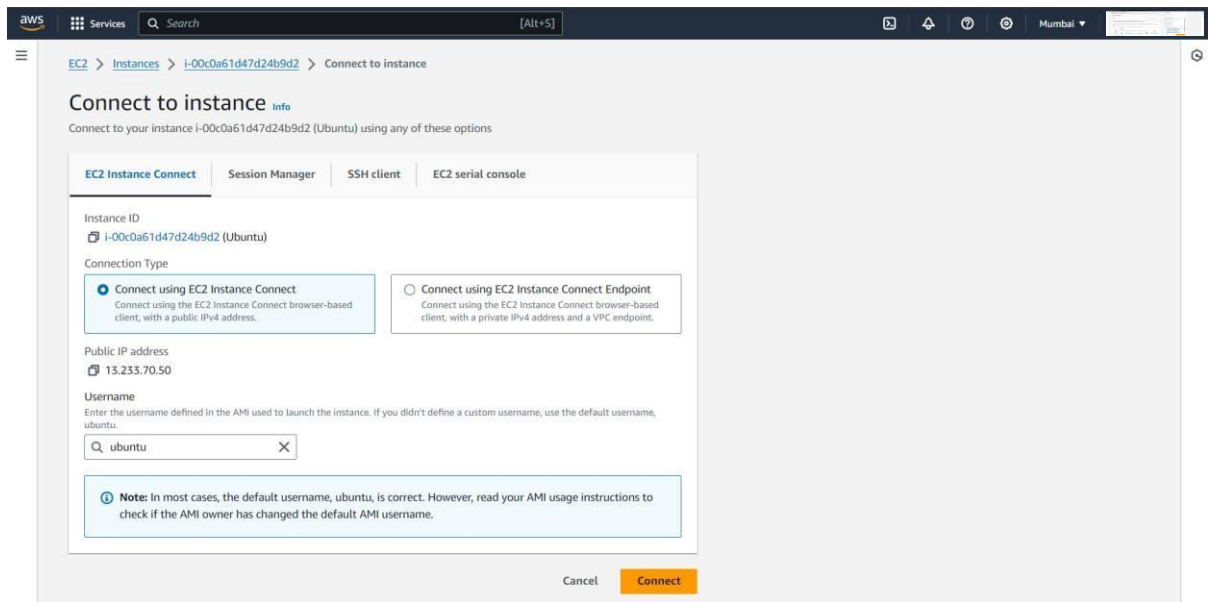 aws Services Search [Alt+S] Mumbai
EC2 > Instances > i-00c0a61d47d24b9d2 > Connect to instance
Connect to instance Info
Connect to your instance i-00c0a61d47d24b9d2 (Ubuntu) using any of these options
EC2 Instance Connect Session Manager SSH client EC2 serial console
Instance ID
i-00c0a61d47d24b9d2 (Ubuntu)
Connection Type
Connect using EC2 Instance Connect
Connect using the EC2 Instance Connect browser-based
client, with a public IPv4 address.
Connect using EC2 Instance Connect Endpoint
Connect using the EC2 Instance Connect browser-based
client, with a private IPv4 address and a VPC endpoint.
Public IP address
13.233.70.50
Username
Enter the username defined in the AMI used to launch the instance. If you didn't define a custom username, use the default username,
ubuntu.
ubuntu
Note: In most cases, the default username, ubuntu, is correct. However, read your AMI usage instructions to
check if the AMI owner has changed the default AMI username.
Cancel Connect